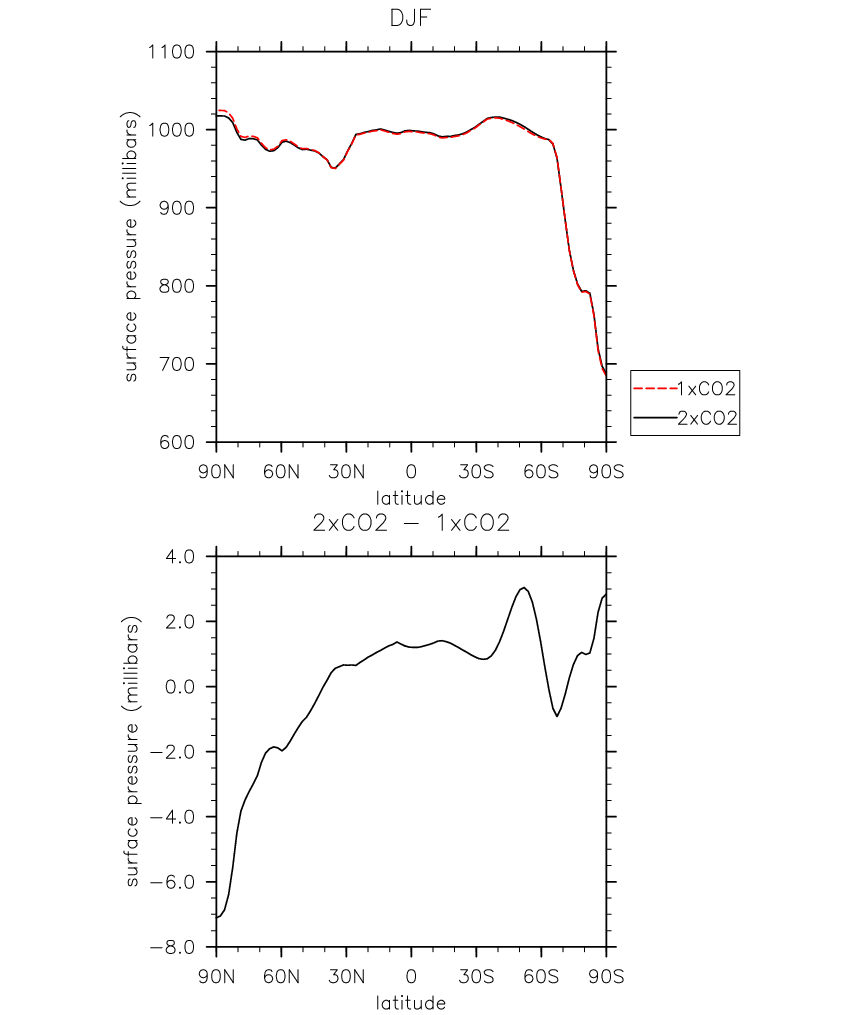 DJF
1100
1000
900
800
700
600
surface pressure (millibars)
90N 60N 30N 0 30S 60S 90S
latitude
1xCO2
2xCO2
2xCO2 − 1xCO2
4.0
2.0
0.0
−2.0
−4.0
−6.0
−8.0
surface pressure (millibars)
90N 60N 30N 0 30S 60S 90S
latitude